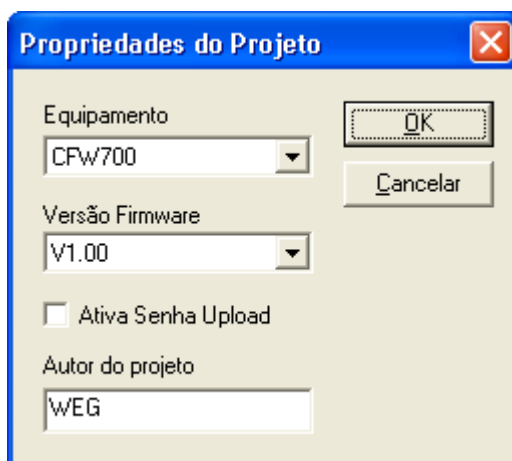 Propriedades do Projeto
Equipamento
CFW700
OK
Cancelar
Versão Firmware
V1.00
Ativa Senha Upload
Autor do projeto
WEG